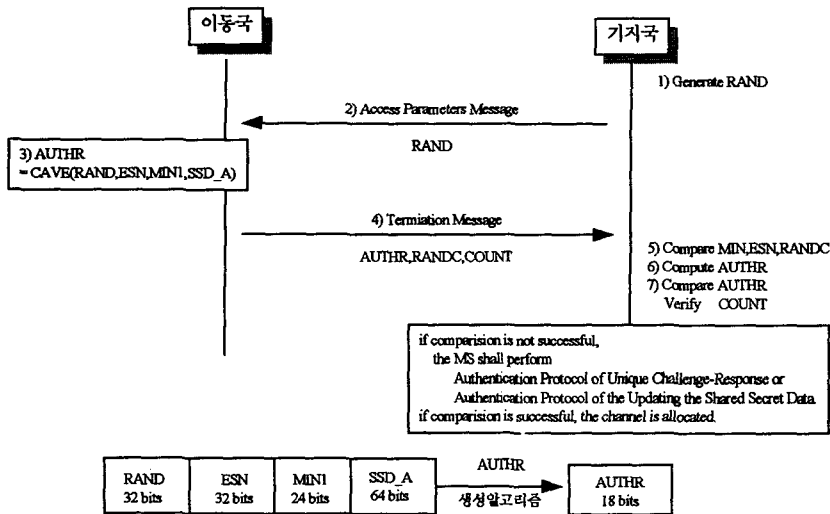 이동국
기지국
1) Generate RAND
2) Access Parameters Message
RAND
3) AUTHR
= CAVE(RAND,ESN,MIN1,SSD_A)
4) Termiation Message
AUTHR,RANDC,COUNT
5) Compare MIN,ESN,RANDC
6) Compute AUTHR
7) Compare AUTHR
Verify COUNT
if comparision is not successful,
the MS shall perform
Authentication Protocol of Unique Challenge-Response or
Authentication Protocol of the Updating the Shared Secret Data.
if comparision is successful, the channel is allocated.
RAND
32 bits
ESN
32 bits
MIN1
24 bits
SSD_A
64 bits
AUTHR
생성알고리즘
AUTHR
18 bits